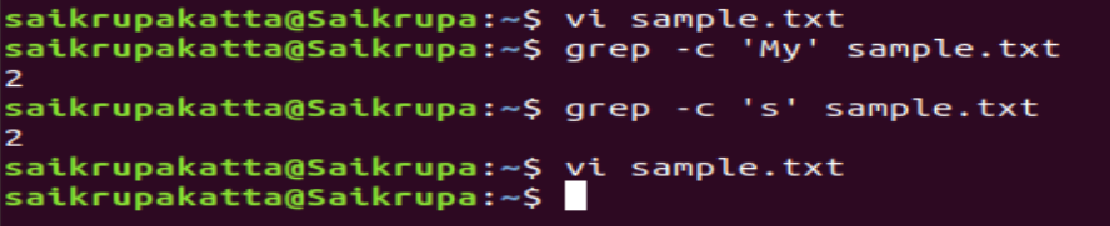 saikrupakatta@Saikrupa:~$ vi sample.txt
saikrupakatta@Saikrupa:~$ grep -c 'My' sample.txt
2
saikrupakatta@Saikrupa:~$ grep -c 's' sample.txt
2
saikrupakatta@Saikrupa:~$ vi sample.txt
saikrupakatta@Saikrupa:~$